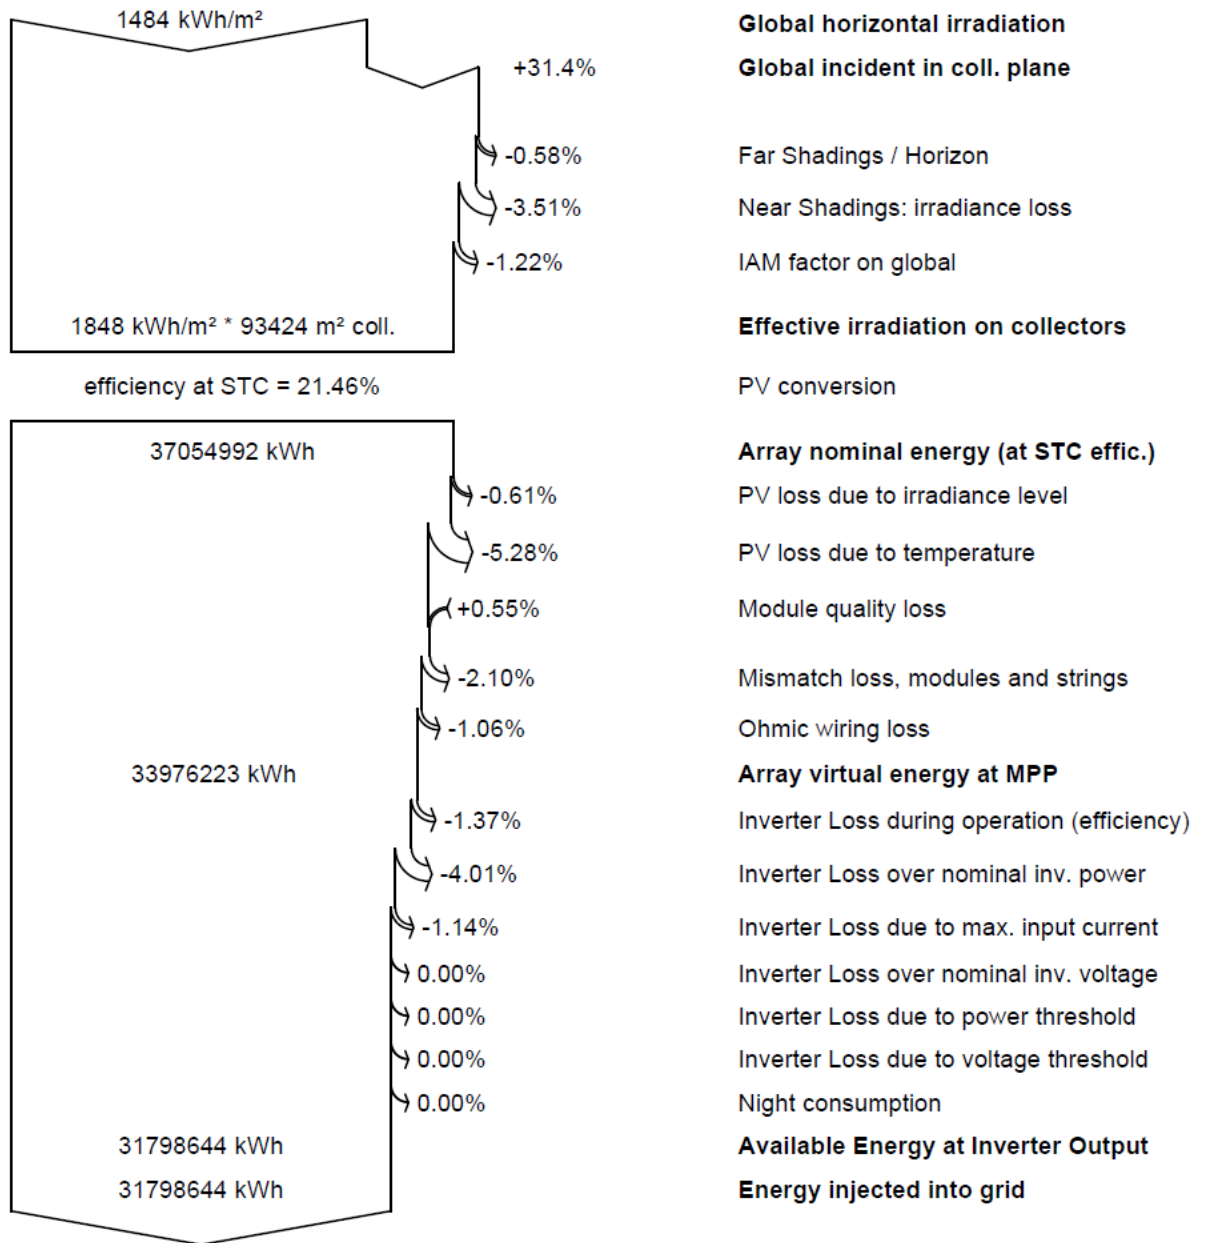 1484 kWh/m² Global horizontal irradiation
+31.4% Global incident in coll. plane
-0.58% Far Shadings / Horizon
-3.51% Near Shadings: irradiance loss
-1.22% IAM factor on global
1848 kWh/m² * 93424 m² coll. Effective irradiation on collectors
efficiency at STC = 21.46% PV conversion
37054992 kWh Array nominal energy (at STC effic.)
-0.61% PV loss due to irradiance level
-5.28% PV loss due to temperature
+0.55% Module quality loss
-2.10% Mismatch loss, modules and strings
-1.06% Ohmic wiring loss
33976223 kWh Array virtual energy at MPP
-1.37% Inverter Loss during operation (efficiency)
-4.01% Inverter Loss over nominal inv. power
-1.14% Inverter Loss due to max. input current
0.00% Inverter Loss over nominal inv. voltage
0.00% Inverter Loss due to power threshold
0.00% Inverter Loss due to voltage threshold
0.00% Night consumption
31798644 kWh Available Energy at Inverter Output
31798644 kWh Energy injected into grid